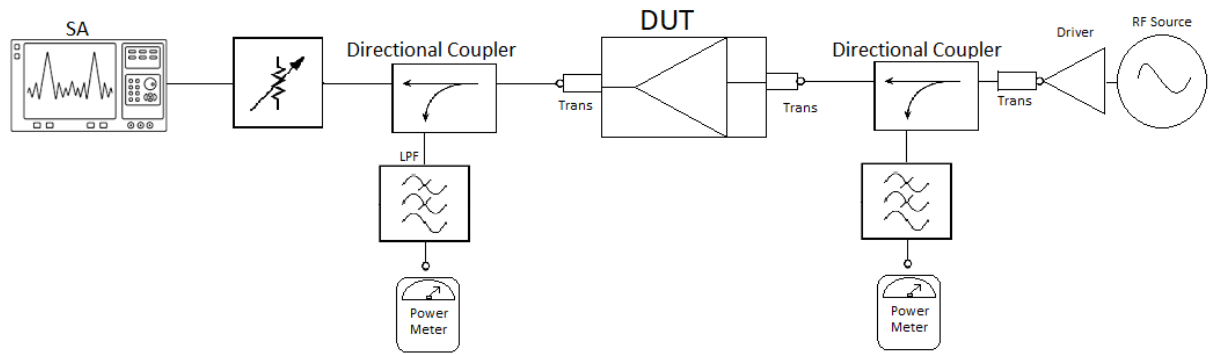 SA
Directional Coupler
Trans
DUT
Trans
Directional Coupler
Trans
Driver
RF Source
LPF
Power
Meter
Power
Meter